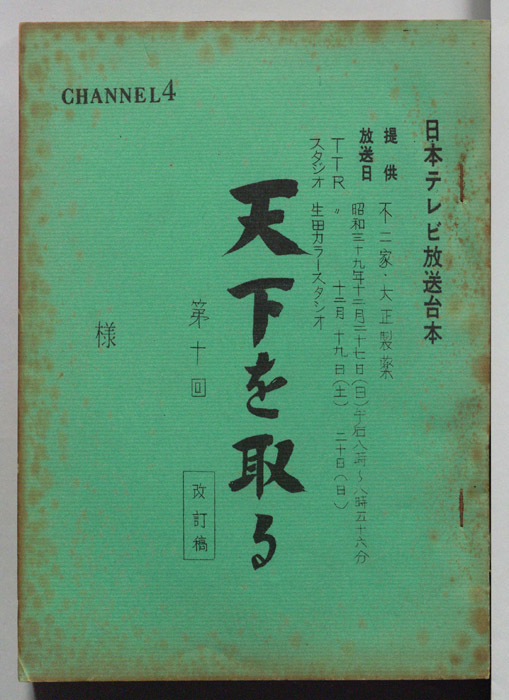 CHANNEL4
日本テレビ放送台本
提供 不二家・大正製薬
放送日 昭和三十九年十二月二十七日(日)午后八時~八時五十六分
TTR 〃 十二月十九日(土) 二十日(日)
スタジオ 生田カラースタジオ
天下を取る
第十回
改訂稿
様